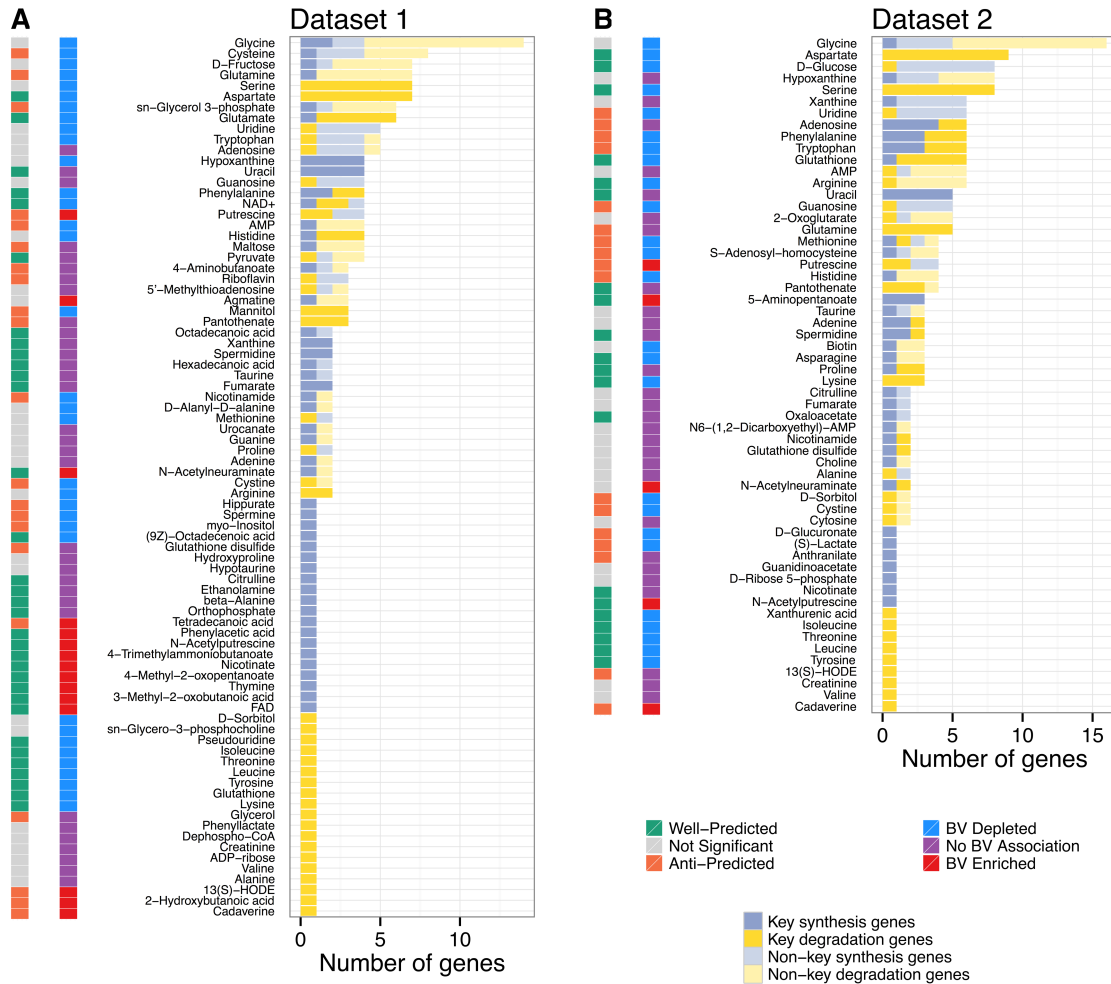 A
Dataset 1
Glycine
Cysteine
D−Fructose
Glutamine
Serine
Aspartate
sn−Glycerol 3−phosphate
Glutamate
Uridine
Tryptophan
Adenosine
Hypoxanthine
Uracil
Guanosine
Phenylalanine
NAD+
Putrescine
AMP
Histidine
Maltose
Pyruvate
4−Aminobutanoate
Riboflavin
5'−Methylthioadenosine
Agmatine
Mannitol
Pantothenate
Octadecanoic acid
Xanthine
Spermidine
Hexadecanoic acid
Taurine
Fumarate
Nicotinamide
D−Alanyl−D−alanine
Methionine
Urocanate
Guanine
Proline
Adenine
N−Acetylneuraminate
Cystine
Arginine
Hippurate
Spermine
myo−Inositol
(9Z)−Octadecenoic acid
Glutathione disulfide
Hydroxyproline
Hypotaurine
Citrulline
Ethanolamine
beta−Alanine
Orthophosphate
Tetradecanoic acid
Phenylacetic acid
N−Acetylputrescine
4−Trimethylammoniobutanoate
Nicotinate
4−Methyl−2−oxopentanoate
Thymine
3−Methyl−2−oxobutanoic acid
FAD
D−Sorbitol
sn−Glycero−3−phosphocholine
Pseudouridine
Isoleucine
Threonine
Leucine
Tyrosine
Glutathione
Lysine
Glycerol
Phenyllactate
Dephospho−CoA
Creatinine
ADP−ribose
Valine
Alanine
13(S)−HODE
2−Hydroxybutanoic acid
Cadaverine
0 5 10
Number of genes
B
Dataset 2
Glycine
Aspartate
D−Glucose
Hypoxanthine
Serine
Xanthine
Uridine
Adenosine
Phenylalanine
Tryptophan
Glutathione
AMP
Arginine
Uracil
Guanosine
2−Oxoglutarate
Glutamine
Methionine
S−Adenosyl−homocysteine
Putrescine
Histidine
Pantothenate
5−Aminopentanoate
Taurine
Adenine
Spermidine
Biotin
Asparagine
Proline
Lysine
Citrulline
Fumarate
Oxaloacetate
N6−(1,2−Dicarboxyethyl)−AMP
Nicotinamide
Glutathione disulfide
Choline
Alanine
N−Acetylneuraminate
D−Sorbitol
Cystine
Cytosine
D−Glucuronate
(S)−Lactate
Anthranilate
Guanidinoacetate
D−Ribose 5−phosphate
Nicotinate
N−Acetylputrescine
Xanthurenic acid
Isoleucine
Threonine
Leucine
Tyrosine
13(S)−HODE
Creatinine
Valine
Cadaverine
0 5 10 15
Number of genes
Well−Predicted
Not Significant
Anti−Predicted
BV Depleted
No BV Association
BV Enriched
Key synthesis genes
Key degradation genes
Non−key synthesis genes
Non−key degradation genes